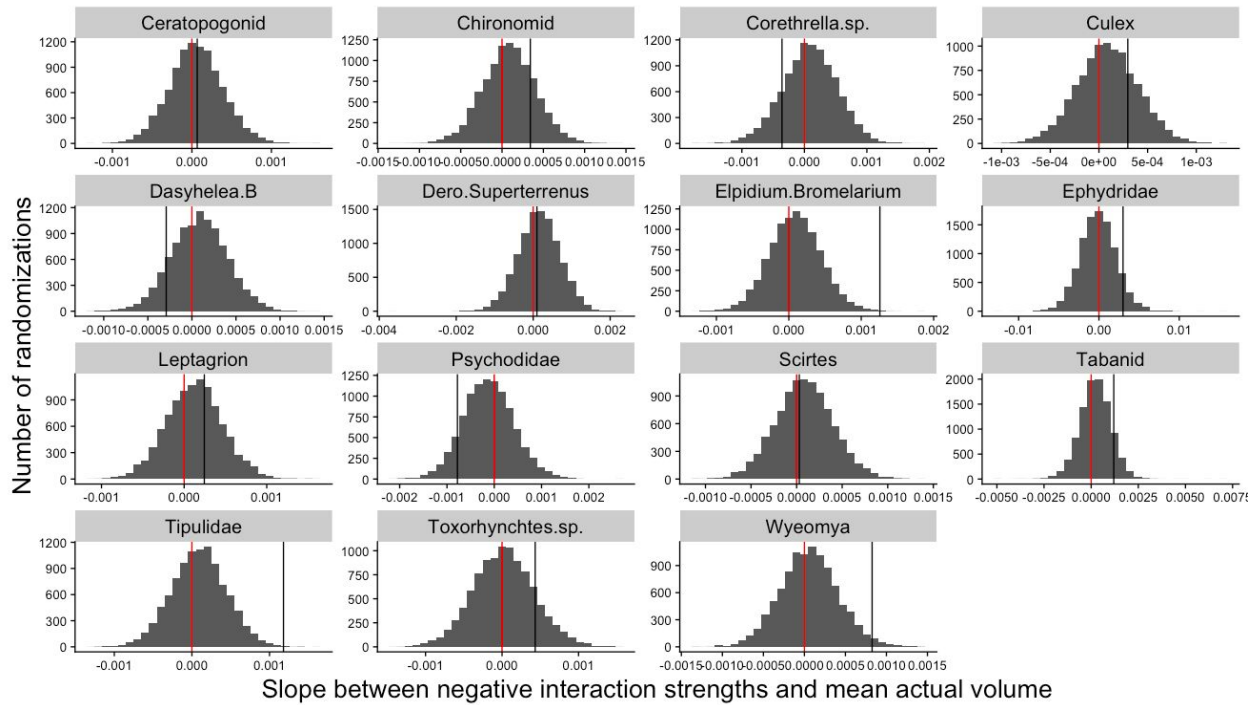 Ceratopogonid Chironomid Corethrella.sp. Culex
1200 1250 1200 1000
900 1000 900 750
600 750 600 500
300 500 300 250
0 250 0 0
0
-0.001 0.000 0.001 -0.0015 -0.0010 -0.0005 0.0000 0.0005 0.0010 0.0015 -0.001 0.000 0.001 0.002 -1e-03 -5e-04 0e+00 5e-04 1e-03
Dasyhelea.B Dero.Superterrenus Elpidium.Bromelarium Ephydridae
1200 1500 1250 1500
900 1000 1000 1000
600 500 750 500
300 0 500 0
0 250
0
-0.0010 -0.0005 0.0000 0.0005 0.0010 0.0015 -0.004 -0.002 0.000 0.002 -0.001 0.000 0.001 0.002 -0.01 0.00 0.01
Leptagrion Psychodidae Scirtes Tabanid
900 1250 900 2000
600 1000 600 1500
300 750 300 1000
0 500 0 500
250 0
0
-0.001 0.000 0.001 -0.002 -0.001 0.000 0.001 0.002 -0.0010 -0.0005 0.0000 0.0005 0.0010 0.0015 -0.0050 -0.0025 0.0000 0.0025 0.0050 0.0075
Tipulidae Toxorhynchtes.sp. Wyeomya
1200 1000 900
900 750 600
600 500 300
300 250 0
0 0
-0.001 0.000 0.001 -0.001 0.000 0.001 -0.0015 -0.0010 -0.0005 0.0000 0.0005 0.0010 0.0015
Number of randomizations
Slope between negative interaction strengths and mean actual volume